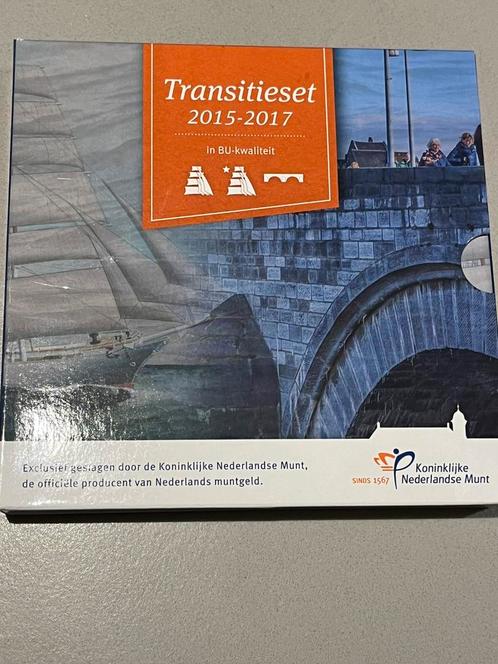 Transitieset
2015-2017
in BU-kwaliteit
Exclusief geslagen door de Koninklijke Nederlandse Munt,
de officiële producent van Nederlands muntgeld.
SINDS 1567
Koninklijke
Nederlandse Munt